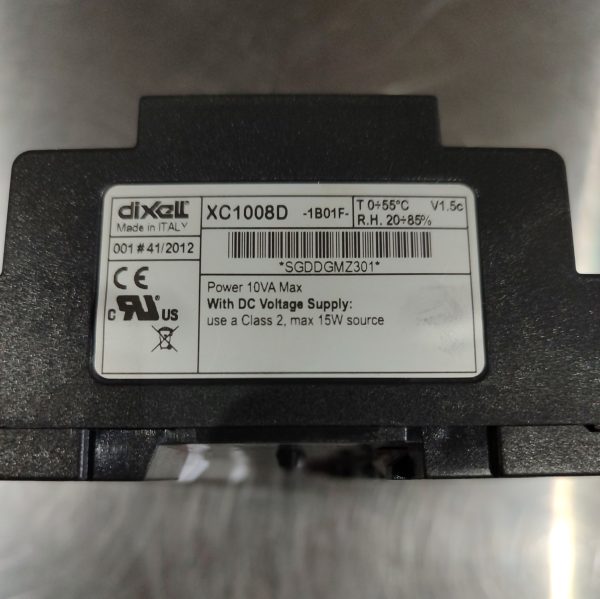 dixell
Made in ITALY
XC1008D -1B01F-
T 0÷55°C V1.5c
R.H. 20÷85%
001 # 41/2012
*SGDDGMZ301*
CE
c RU US
Power 10VA Max
With DC Voltage Supply:
use a Class 2, max 15W source